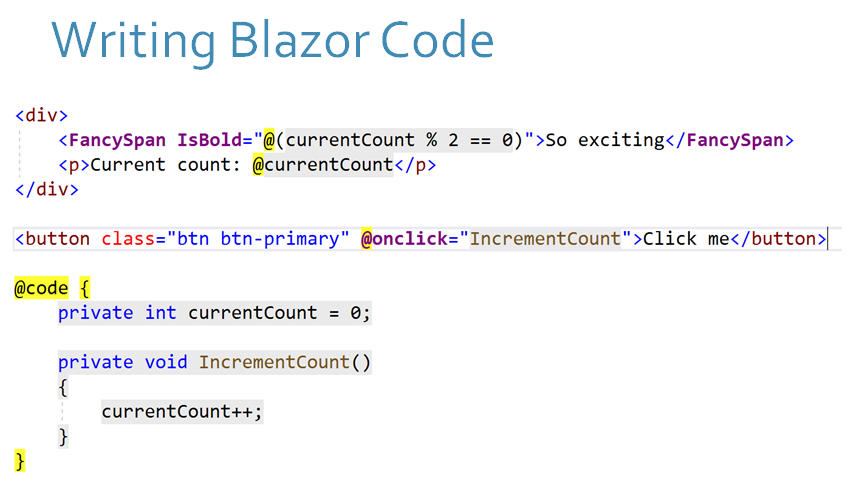 Writing Blazor Code
<div>
    <FancySpan IsBold="@(currentCount % 2 == 0)">So exciting</FancySpan>
    <p>Current count: @currentCount</p>
</div>
<button class="btn btn-primary" @onclick="IncrementCount">Click me</button>
@code {
    private int currentCount = 0;
    private void IncrementCount()
    {
        currentCount++;
    }
}